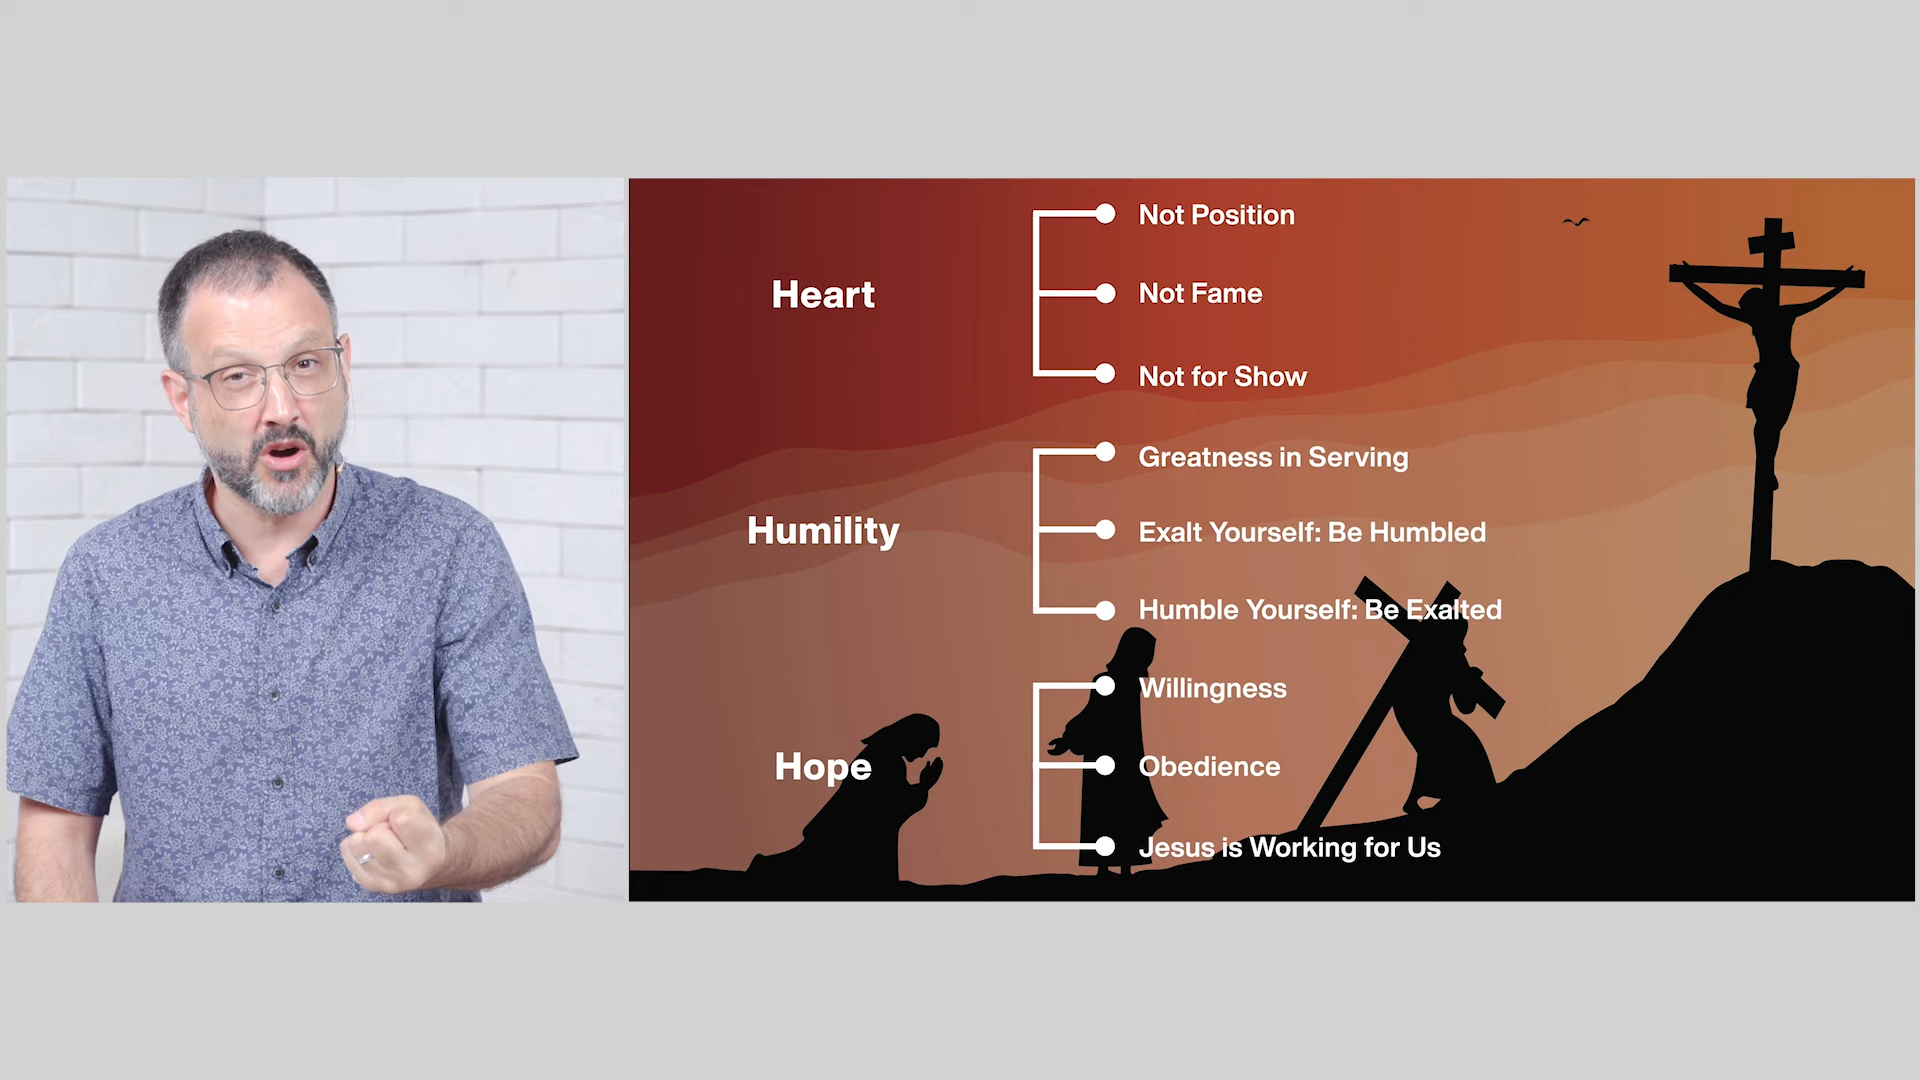 Heart
Not Position
Not Fame
Not for Show
Humility
Greatness in Serving
Exalt Yourself: Be Humbled
Humble Yourself: Be Exalted
Hope
Willingness
Obedience
Jesus is Working for Us